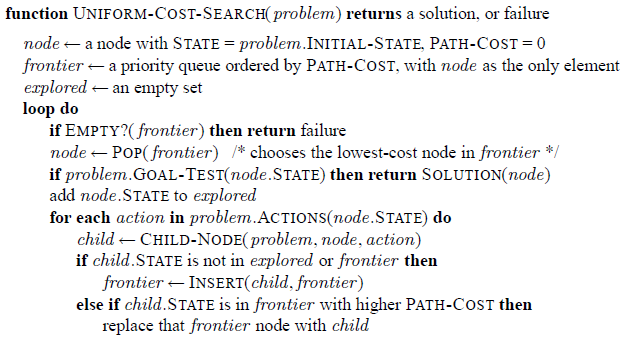 function UNIFORM-COST-SEARCH(problem) returns a solution, or failure
node ← a node with STATE = problem.INITIAL-STATE, PATH-COST = 0
frontier ← a priority queue ordered by PATH-COST, with node as the only element
explored ← an empty set
loop do
if EMPTY?(frontier) then return failure
node ← POP(frontier) /* chooses the lowest-cost node in frontier */
if problem.GOAL-TEST(node.STATE) then return SOLUTION(node)
add node.STATE to explored
for each action in problem.ACTIONS(node.STATE) do
child ← CHILD-NODE(problem, node, action)
if child.STATE is not in explored or frontier then
frontier ← INSERT(child, frontier)
else if child.STATE is in frontier with higher PATH-COST then
replace that frontier node with child